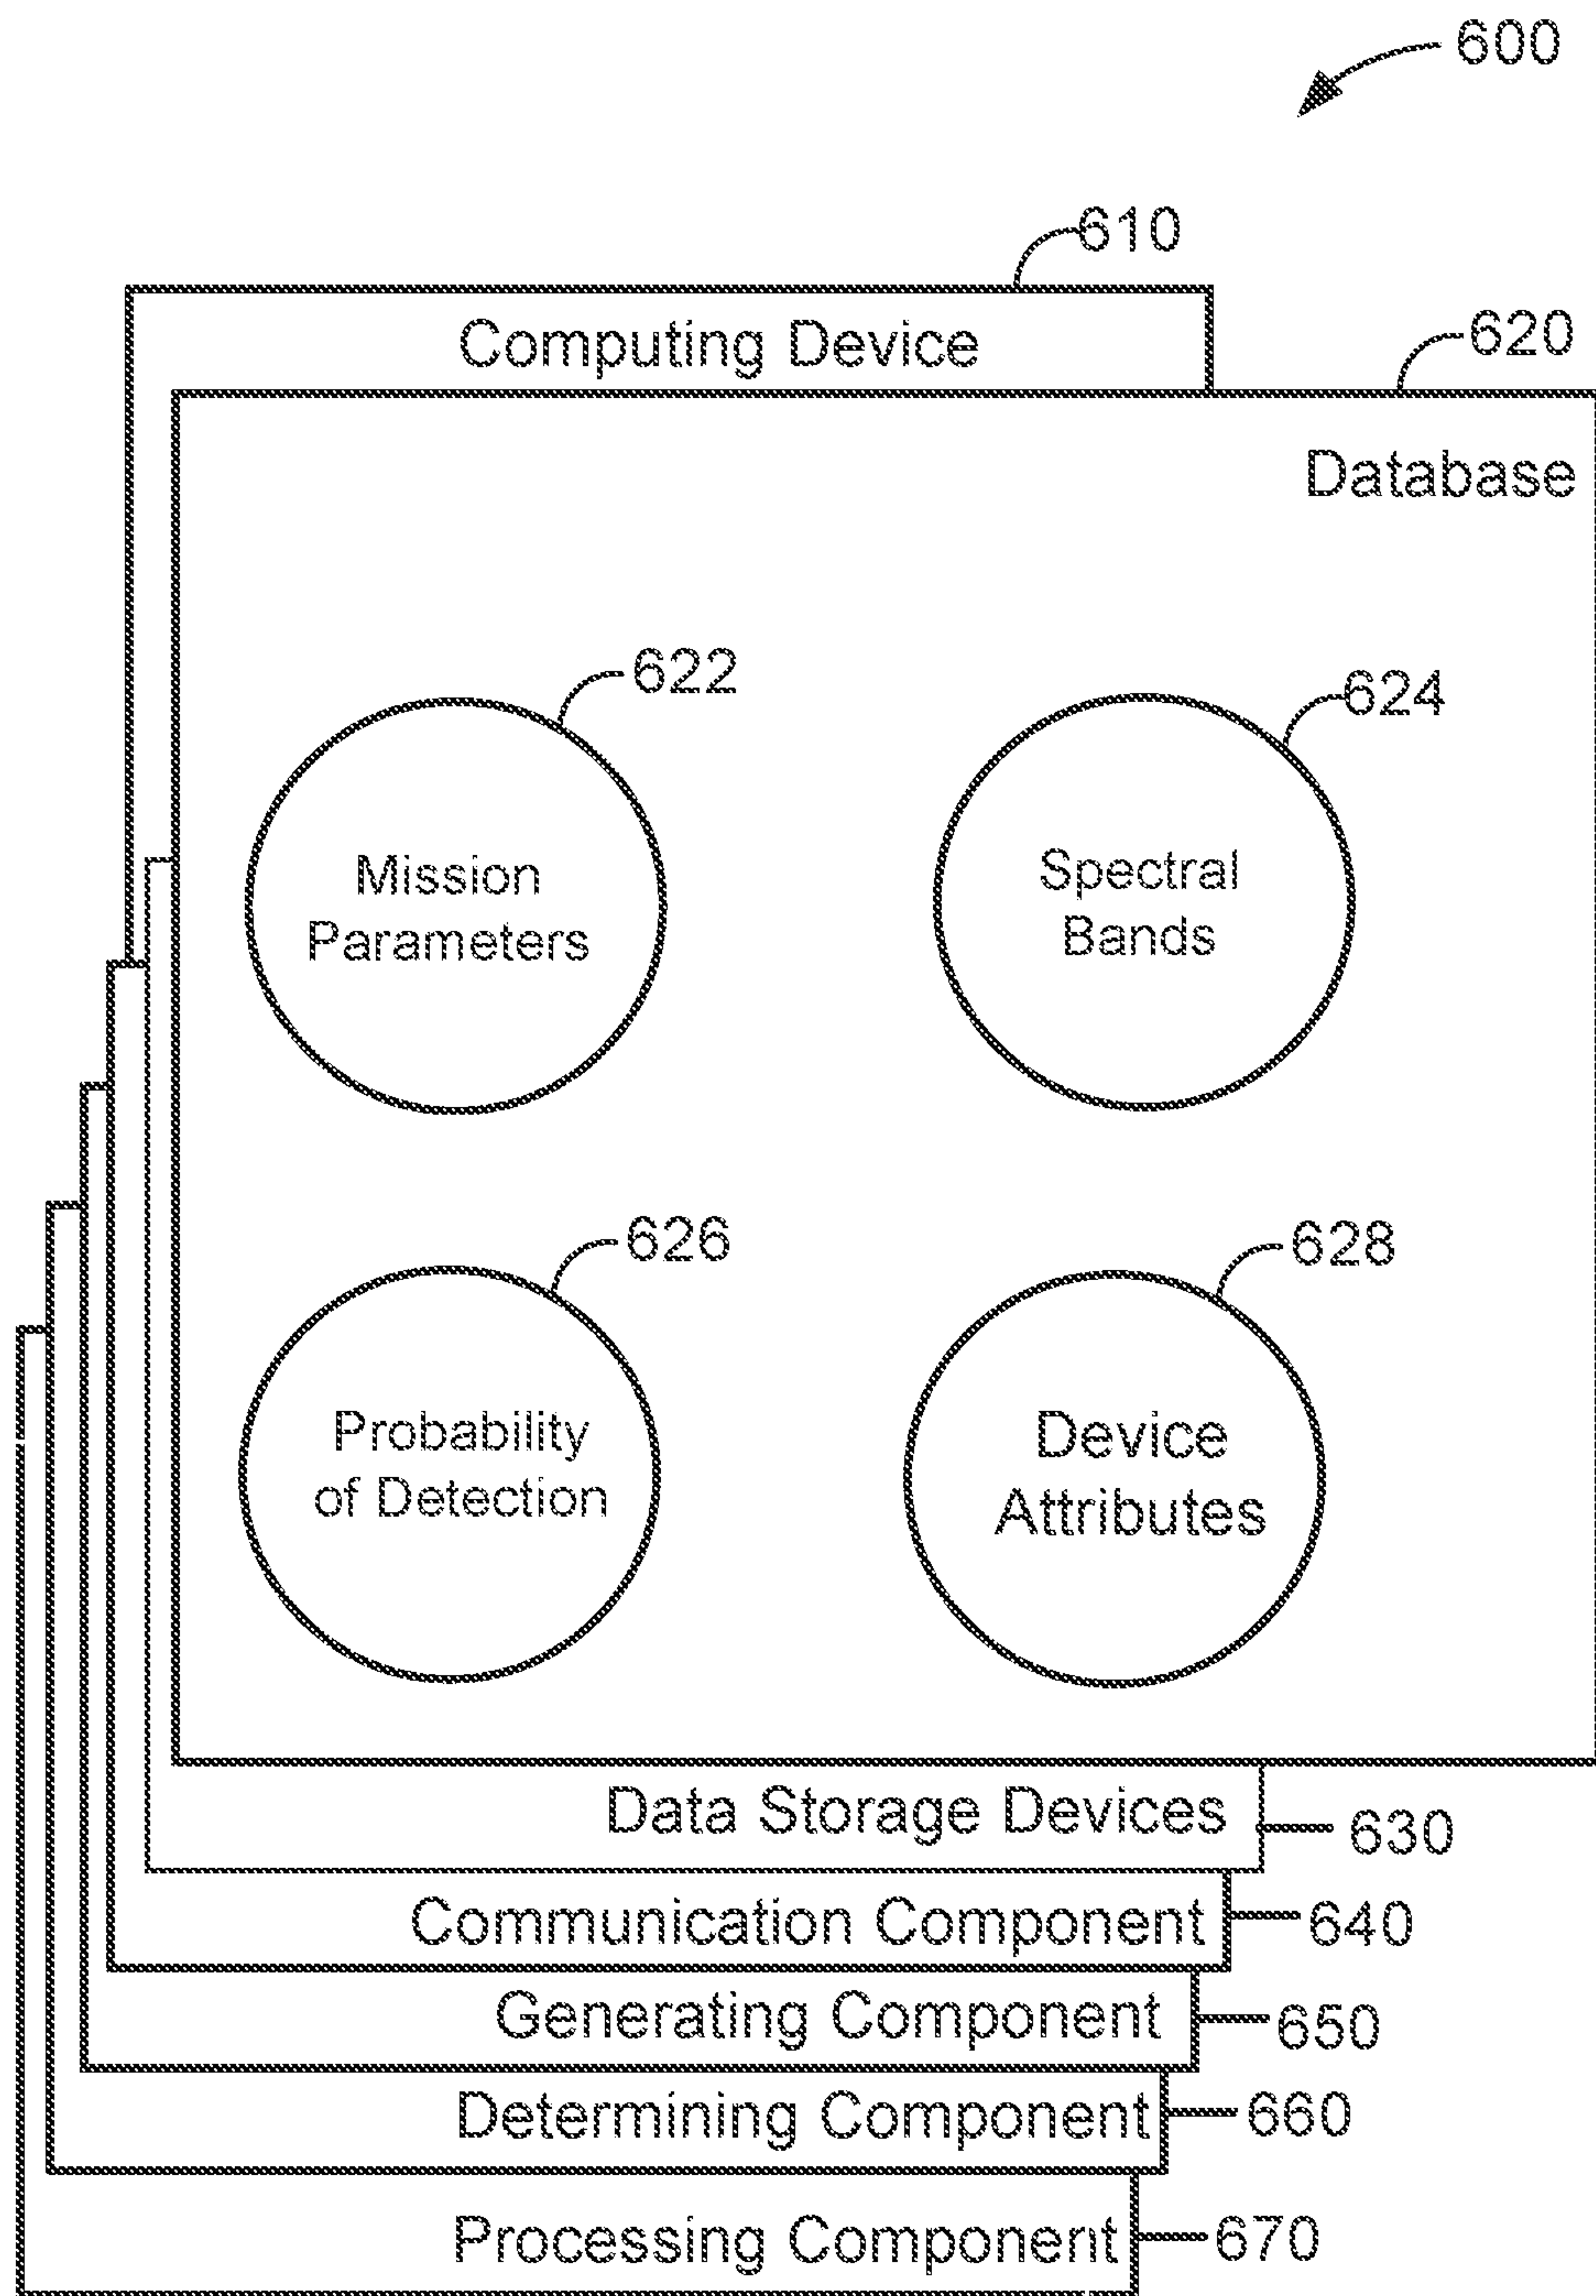 600
610
Computing Device
620
Database
622
624
Mission
Parameters
Spectral
Bands
626
628
Probability
of Detection
Device
Attributes
Data Storage Devices
630
Communication Component
640
Generating Component
650
Determining Component
660
Processing Component
670